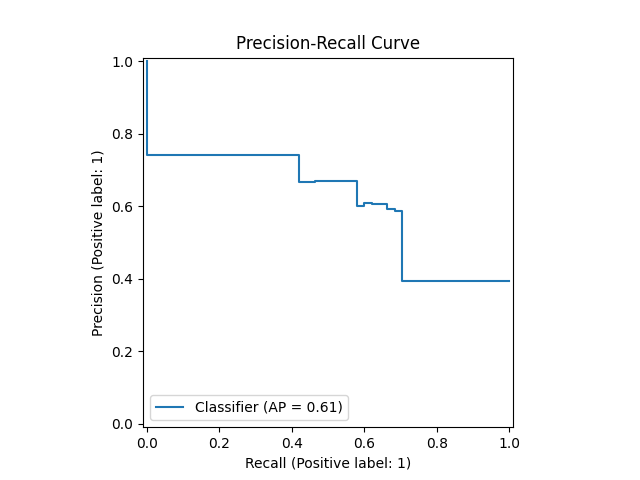 Precision-Recall Curve
1.0
0.8
0.6
0.4
0.2
0.0
Precision (Positive label: 1)
Classifier (AP = 0.61)
0.0 0.2 0.4 0.6 0.8 1.0
Recall (Positive label: 1)